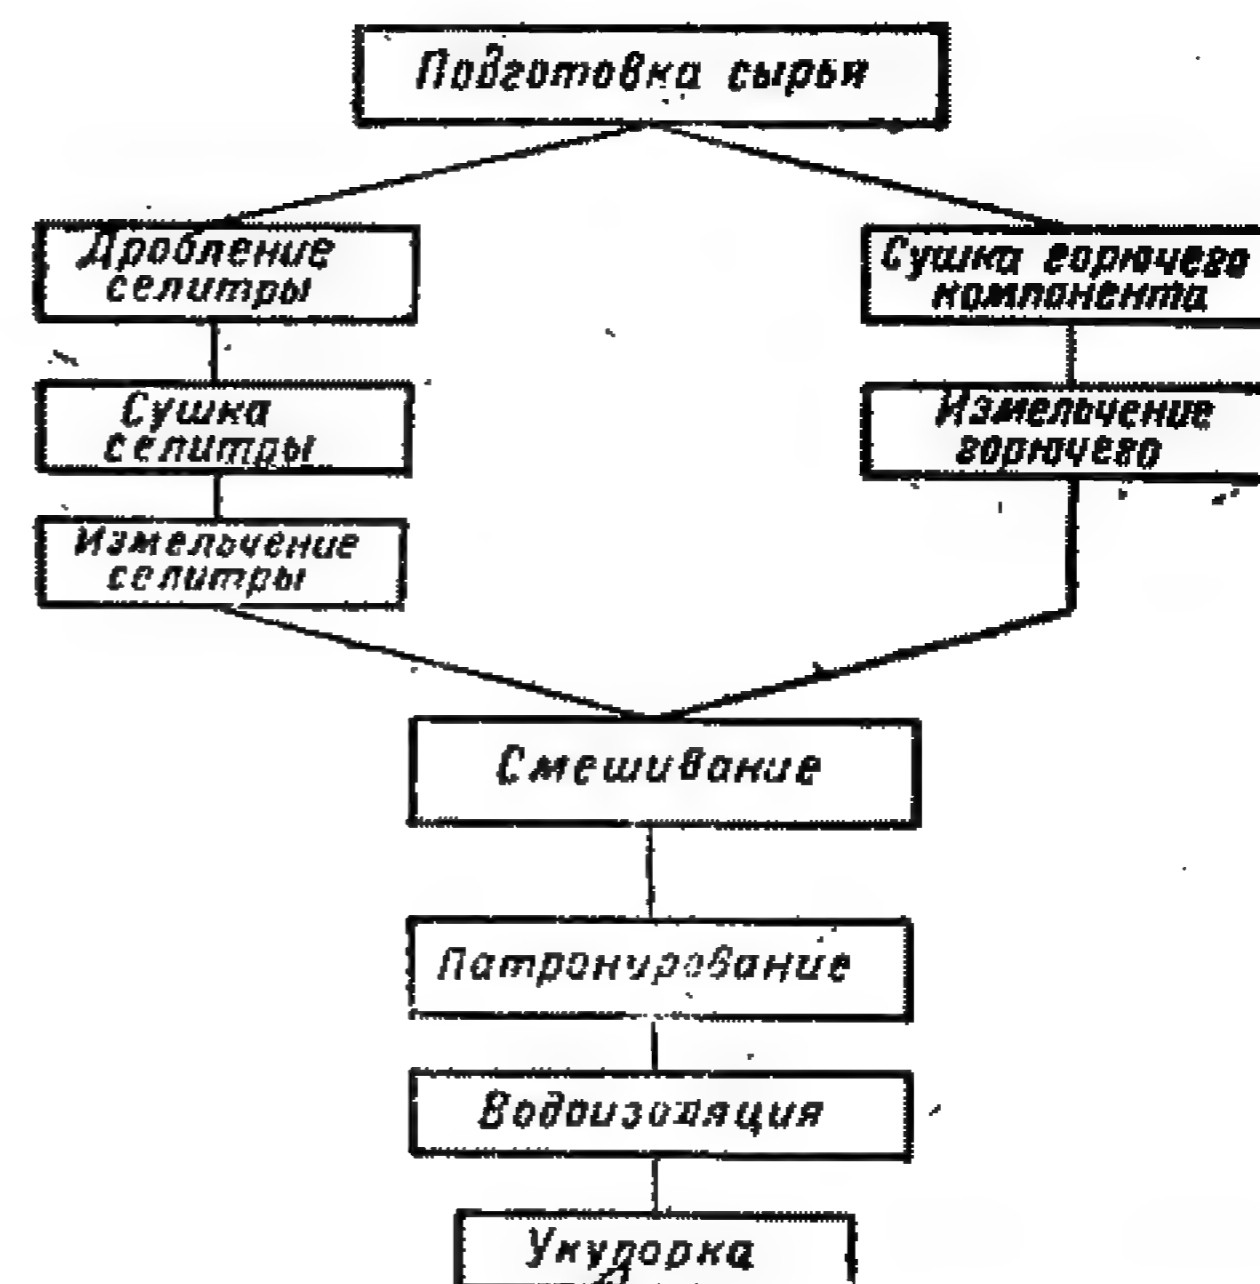 Подготовка сырья
Дробление
селитры
Сушка горючего
компонента
Сушка
селитры
Измельчение
горючего
Измельчение
селитры
Смешивание
Патронирование
Водоизоляция
Укупорка